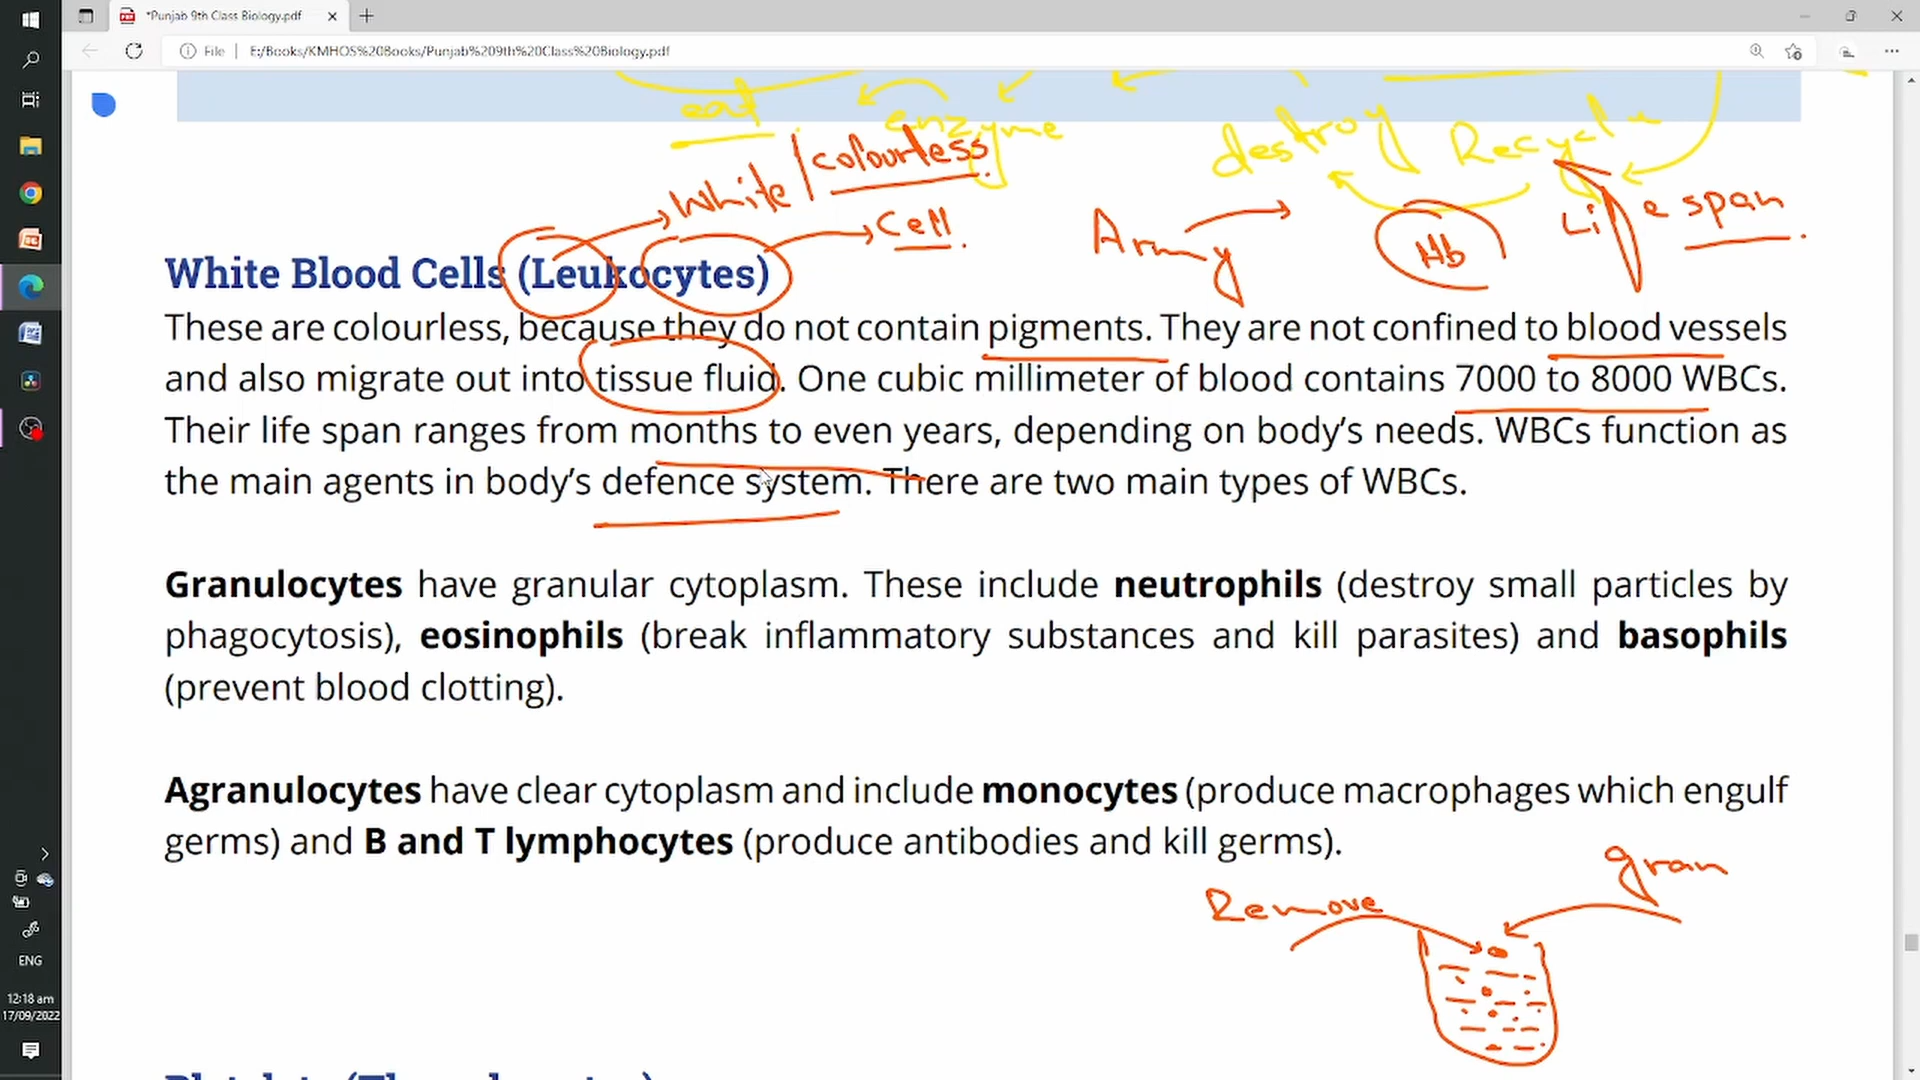 *Punjab 9th Class Biology.pdf
File | E:/Books/KMHOS%20Books/Punjab%209th%20Class%20Biology.pdf
eat
enzyme
destroy
Recycle
White / colourless
Cell
Army
Hb
Life span
White Blood Cells (Leukocytes)
These are colourless, because they do not contain pigments. They are not confined to blood vessels
and also migrate out into tissue fluid. One cubic millimeter of blood contains 7000 to 8000 WBCs.
Their life span ranges from months to even years, depending on body's needs. WBCs function as
the main agents in body's defence system. There are two main types of WBCs.
Granulocytes have granular cytoplasm. These include neutrophils (destroy small particles by
phagocytosis), eosinophils (break inflammatory substances and kill parasites) and basophils
(prevent blood clotting).
Agranulocytes have clear cytoplasm and include monocytes (produce macrophages which engulf
germs) and B and T lymphocytes (produce antibodies and kill germs).
Remove
gran
ENG
12:18 am
17/09/2022